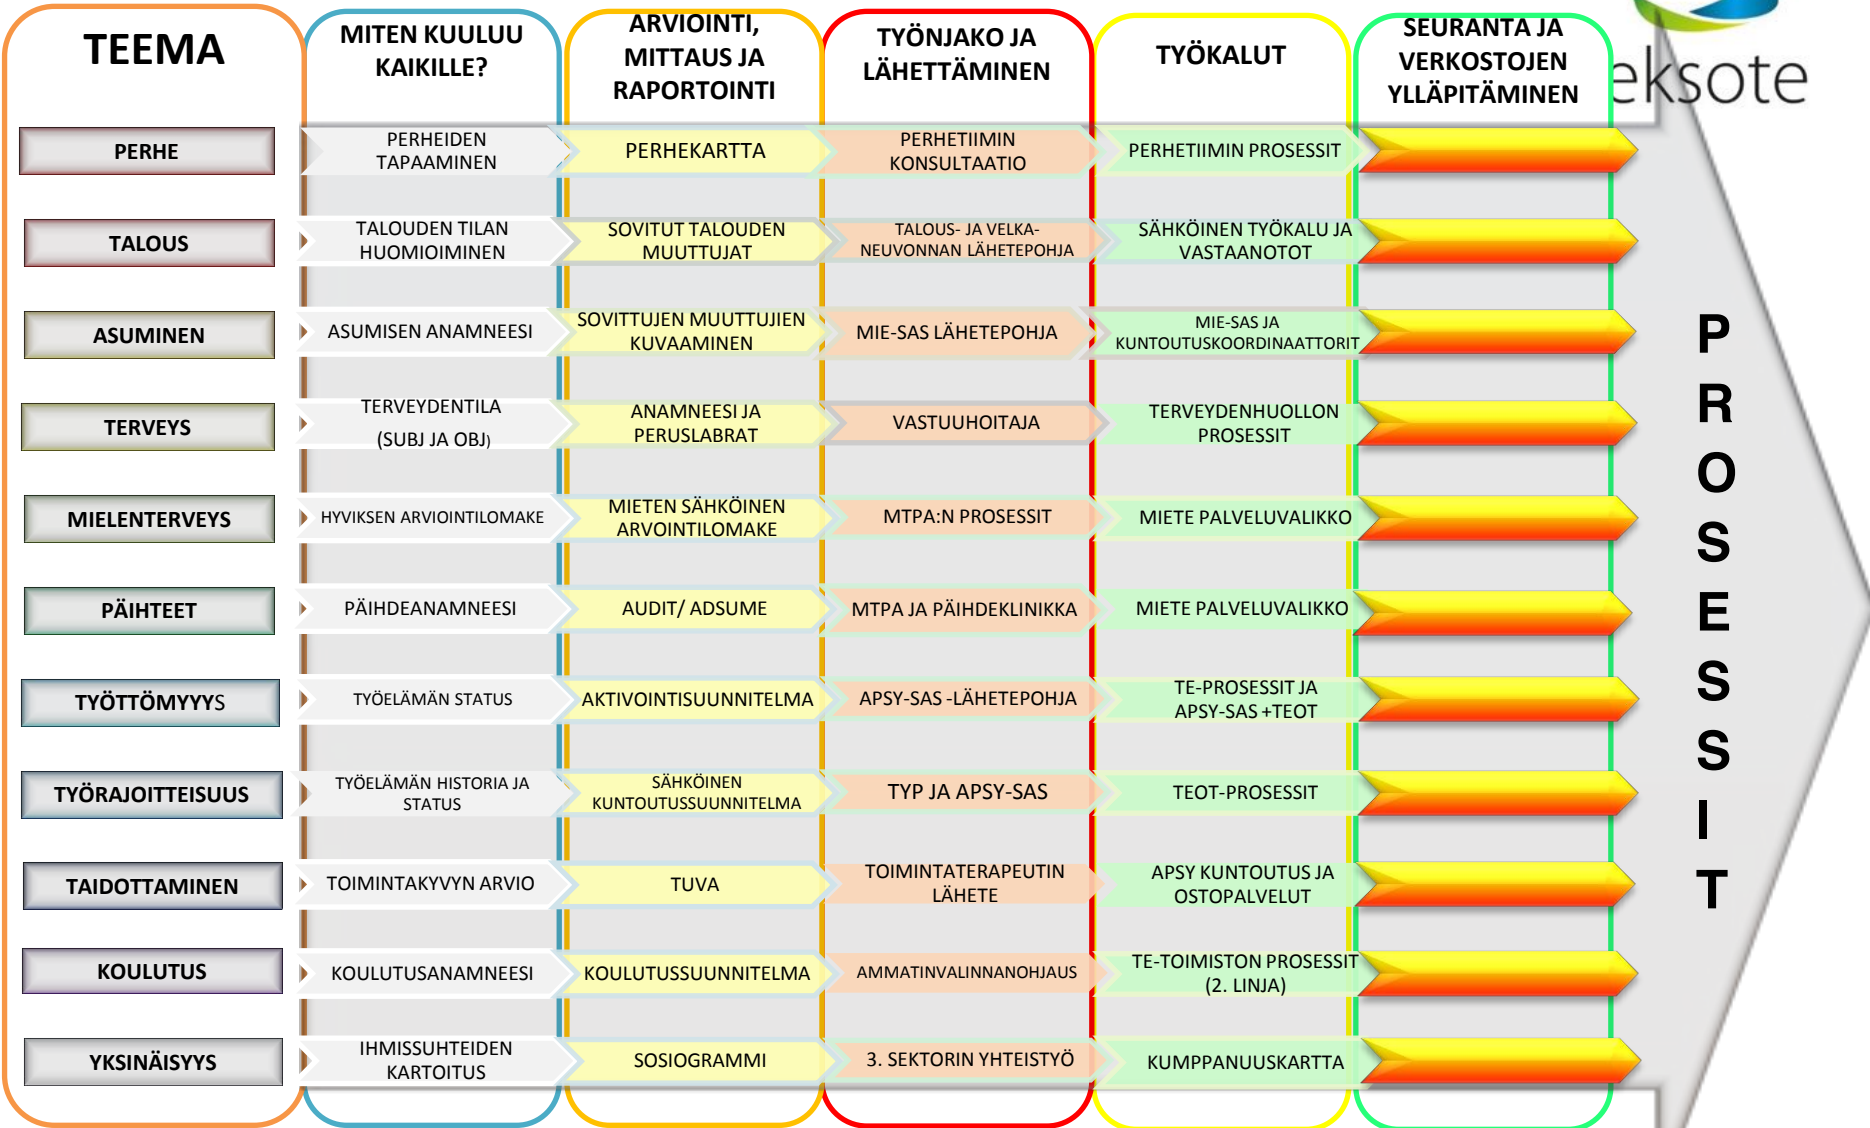 TEEMA
MITEN KUULUU
KAIKILLE?
ARVIOINTI,
MITTAUS JA
RAPORTOINTI
TYÖNJAKO JA
LÄHETTÄMINEN
TYÖKALUT
SEURANTA JA
VERKOSTOJEN
YLLÄPITÄMINEN
eksote
PERHE
PERHEIDEN
TAPAAMINEN
PERHEKARTTA
PERHETIIMIN
KONSULTAATIO
PERHETIIMIN PROSESSIT
TALOUS
TALOUDEN TILAN
HUOMIOIMINEN
SOVITUT TALOUDEN
MUUTTUJAT
TALOUS- JA VELKA-
NEUVONNAN LÄHETEPOHJA
SÄHKÖINEN TYÖKALU JA
VASTAANOTOT
ASUMINEN
ASUMISEN ANAMNEESI
SOVITTUJEN MUUTTUJIEN
KUVAAMINEN
MIE-SAS LÄHETEPOHJA
MIE-SAS JA
KUNTOUTUSKOORDINAATTORIT
TERVEYS
TERVEYDENTILA
(SUBJ JA OBJ)
ANAMNEESI JA
PERUSLABRAT
VASTUUHOITAJA
TERVEYDENHUOLLON
PROSESSIT
MIELENTERVEYS
HYVIKSEN ARVIOINTILOMAKE
MIETEN SÄHKÖINEN
ARVOINTILOMAKE
MTPA:N PROSESSIT
MIETE PALVELUVALIKKO
PÄIHTEET
PÄIHDEANAMNEESI
AUDIT/ ADSUME
MTPA JA PÄIHDEKLINIKKA
MIETE PALVELUVALIKKO
TYÖTTÖMYYYS
TYÖELÄMÄN STATUS
AKTIVOINTISUUNNITELMA
APSY-SAS -LÄHETEPOHJA
TE-PROSESSIT JA
APSY-SAS +TEOT
TYÖRAJOITTEISUUS
TYÖELÄMÄN HISTORIA JA
STATUS
SÄHKÖINEN
KUNTOUTUSSUUNNITELMA
TYP JA APSY-SAS
TEOT-PROSESSIT
TAIDOTTAMINEN
TOIMINTAKYVYN ARVIO
TUVA
TOIMINTATERAPEUTIN
LÄHETE
APSY KUNTOUTUS JA
OSTOPALVELUT
KOULUTUS
KOULUTUSANAMNEESI
KOULUTUSSUUNNITELMA
AMMATINVALINNANOHJAUS
TE-TOIMISTON PROSESSIT
(2. LINJA)
YKSINÄISYYS
IHMISSUHTEIDEN
KARTOITUS
SOSIOGRAMMI
3. SEKTORIN YHTEISTYÖ
KUMPPANUUSKARTTA
P
R
O
S
E
S
S
I
T